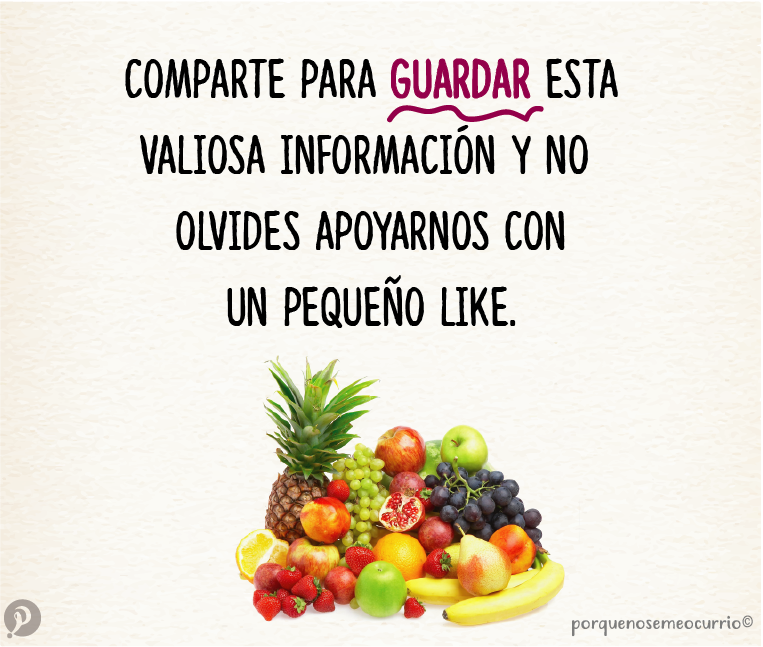 COMPARTE PARA GUARDAR ESTA
VALIOSA INFORMACIÓN Y NO
OLVIDES APOYARNOS CON
UN PEQUEÑO LIKE.
porquenosemeocurrio©